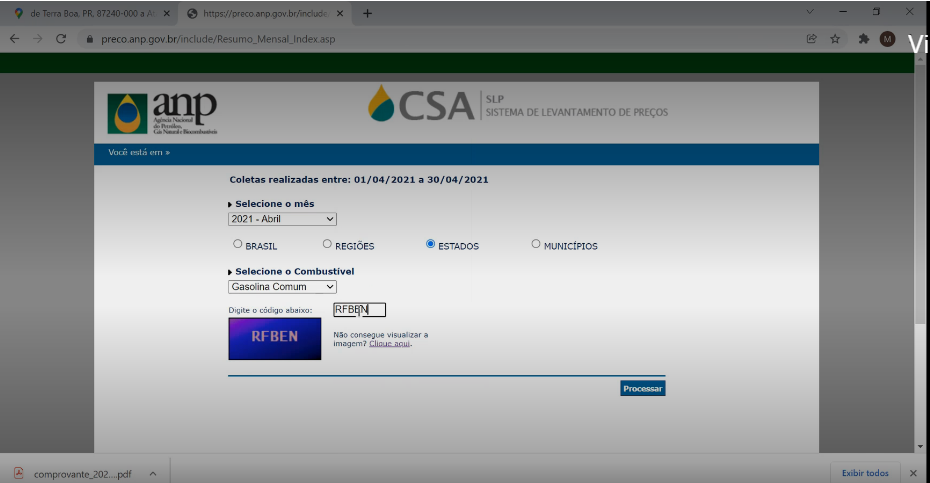 de Terra Boa, PR, 87240-000 a Al
https://preco.anp.gov.br/include
preco.anp.gov.br/include/Resumo_Mensal_Index.asp
M
Vi
anp
Agência Nacional
do Petróleo,
Gás Natural e Biocombustíveis
CSA
SLP
SISTEMA DE LEVANTAMENTO DE PREÇOS
Você está em »
Coletas realizadas entre: 01/04/2021 a 30/04/2021
Selecione o mês
2021 - Abril
BRASIL REGIÕES ESTADOS MUNICÍPIOS
Selecione o Combustível
Gasolina Comum
Digite o código abaixo: RFBEN
RFBEN
Não consegue visualizar a
imagem? Clique aqui.
Processar
comprovante_202....pdf
Exibir todos